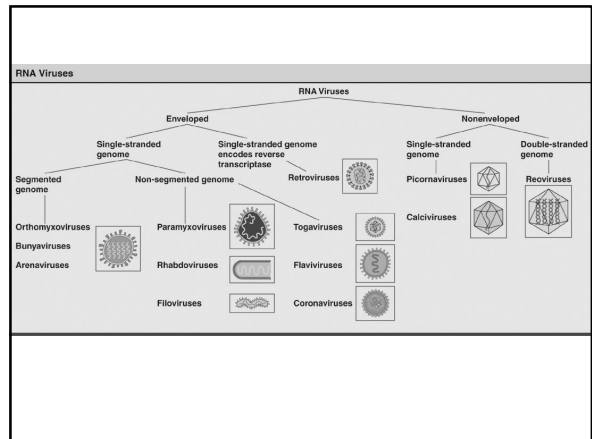 RNA Viruses
RNA Viruses
Enveloped
Nonenveloped
Single-stranded
genome
Single-stranded genome
encodes reverse
transcriptase
Single-stranded
genome
Double-stranded
genome
Segmented
genome
Non-segmented genome
Retroviruses
Picornaviruses
Reoviruses
Orthomyxoviruses
Paramyxoviruses
Togaviruses
Calciviruses
Bunyaviruses
Arenaviruses
Rhabdoviruses
Flaviviruses
Filoviruses
Coronaviruses